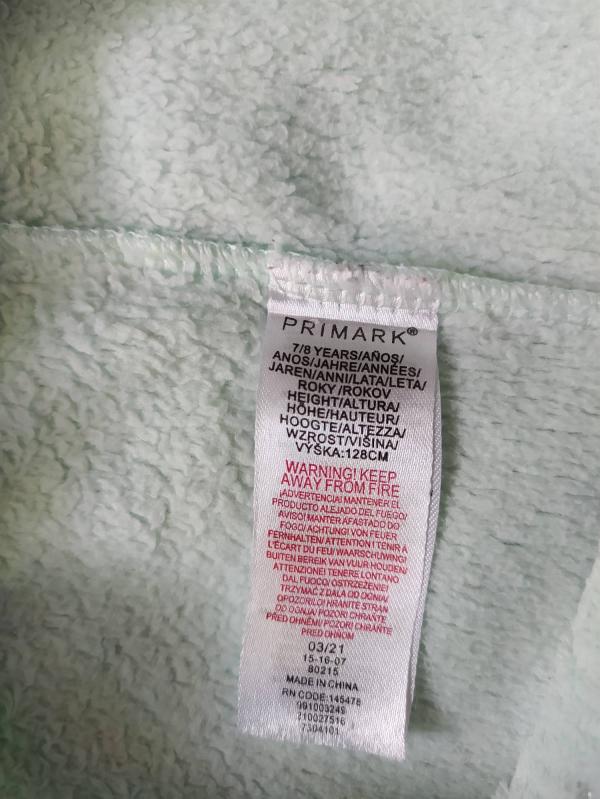 PRIMARK®
7/8 YEARS/AÑOS/
ANOS/JAHRE/ANNÉES/
JAREN/ANNI/LATA/LETA/
ROKY /ROKOV
HEIGHT/ALTURA/
HÖHE/HAUTEUR/
HOOGTE/ALTEZZA/
WZROST/VIŠINA/
VÝŠKA:128CM
WARNING! KEEP
AWAY FROM FIRE
¡ADVERTENCIA! MANTENER EL
PRODUCTO ALEJADO DEL FUEGO/
AVISO! MANTER AFASTADO DO
FOGO/ ACHTUNG! VON FEUER
FERNHALTEN/ ATTENTION ! TENIR À
L'ÉCART DU FEU/ WAARSCHUWING!
BUITEN BEREIK VAN VUUR HOUDEN/
ATTENZIONE! TENERE LONTANO
DAL FUOCO/ OSTRZEŻENIE!
TRZYMAĆ Z DALA OD OGNIA/
OPOZORILO! HRANITE STRAN
OD OGNJA/ POZOR! CHRAŇTE
PŘED OHNĚM/ POZOR! CHRÁŇTE
PRED OHŇOM
03/21
15-16-07
80215
MADE IN CHINA
RN CODE:145478
991003249
210027516
7304101